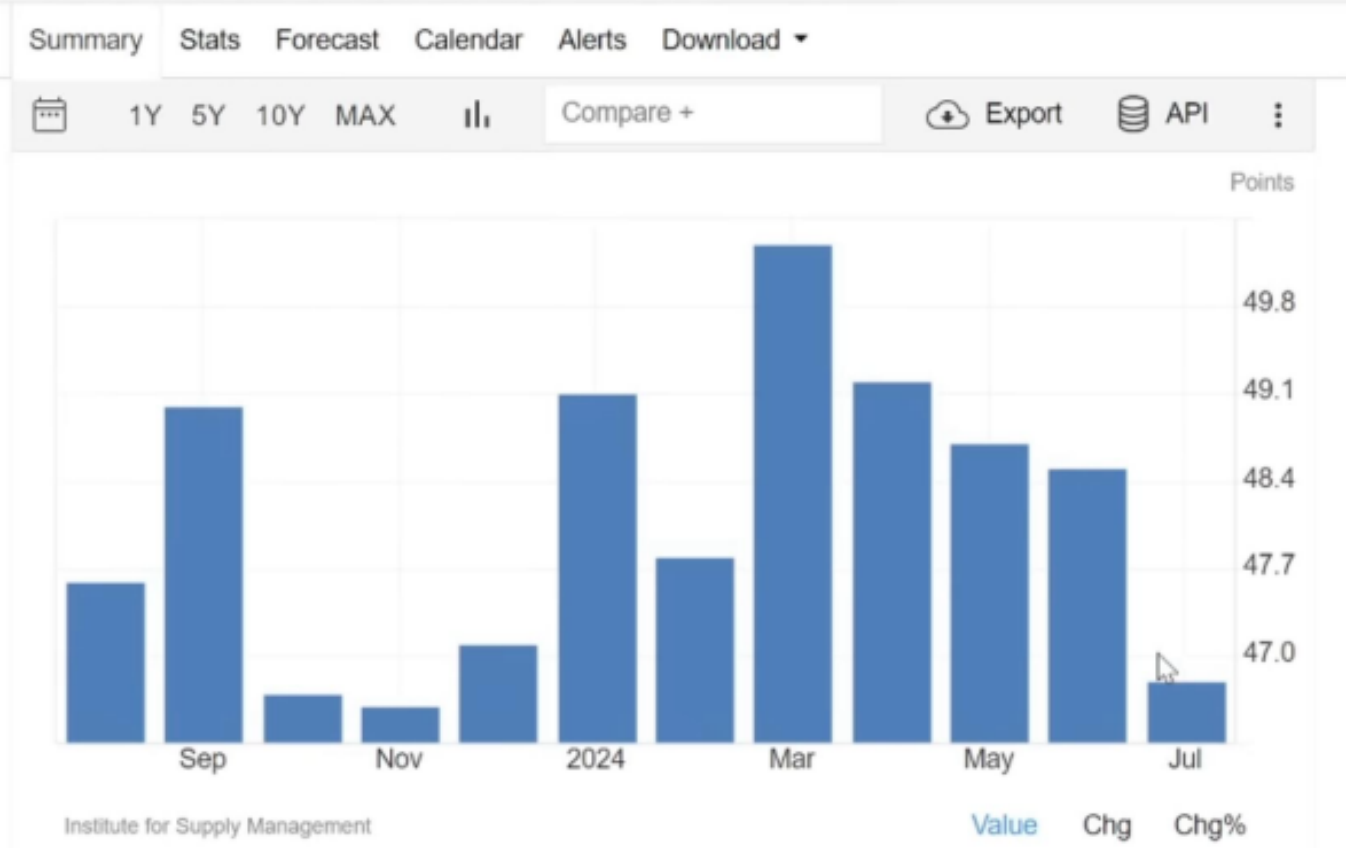 Summary Stats Forecast Calendar Alerts Download
1Y 5Y 10Y MAX Compare + Export API
Points
49.8
49.1
48.4
47.7
47.0
Sep Nov 2024 Mar May Jul
Institute for Supply Management Value Chg Chg%